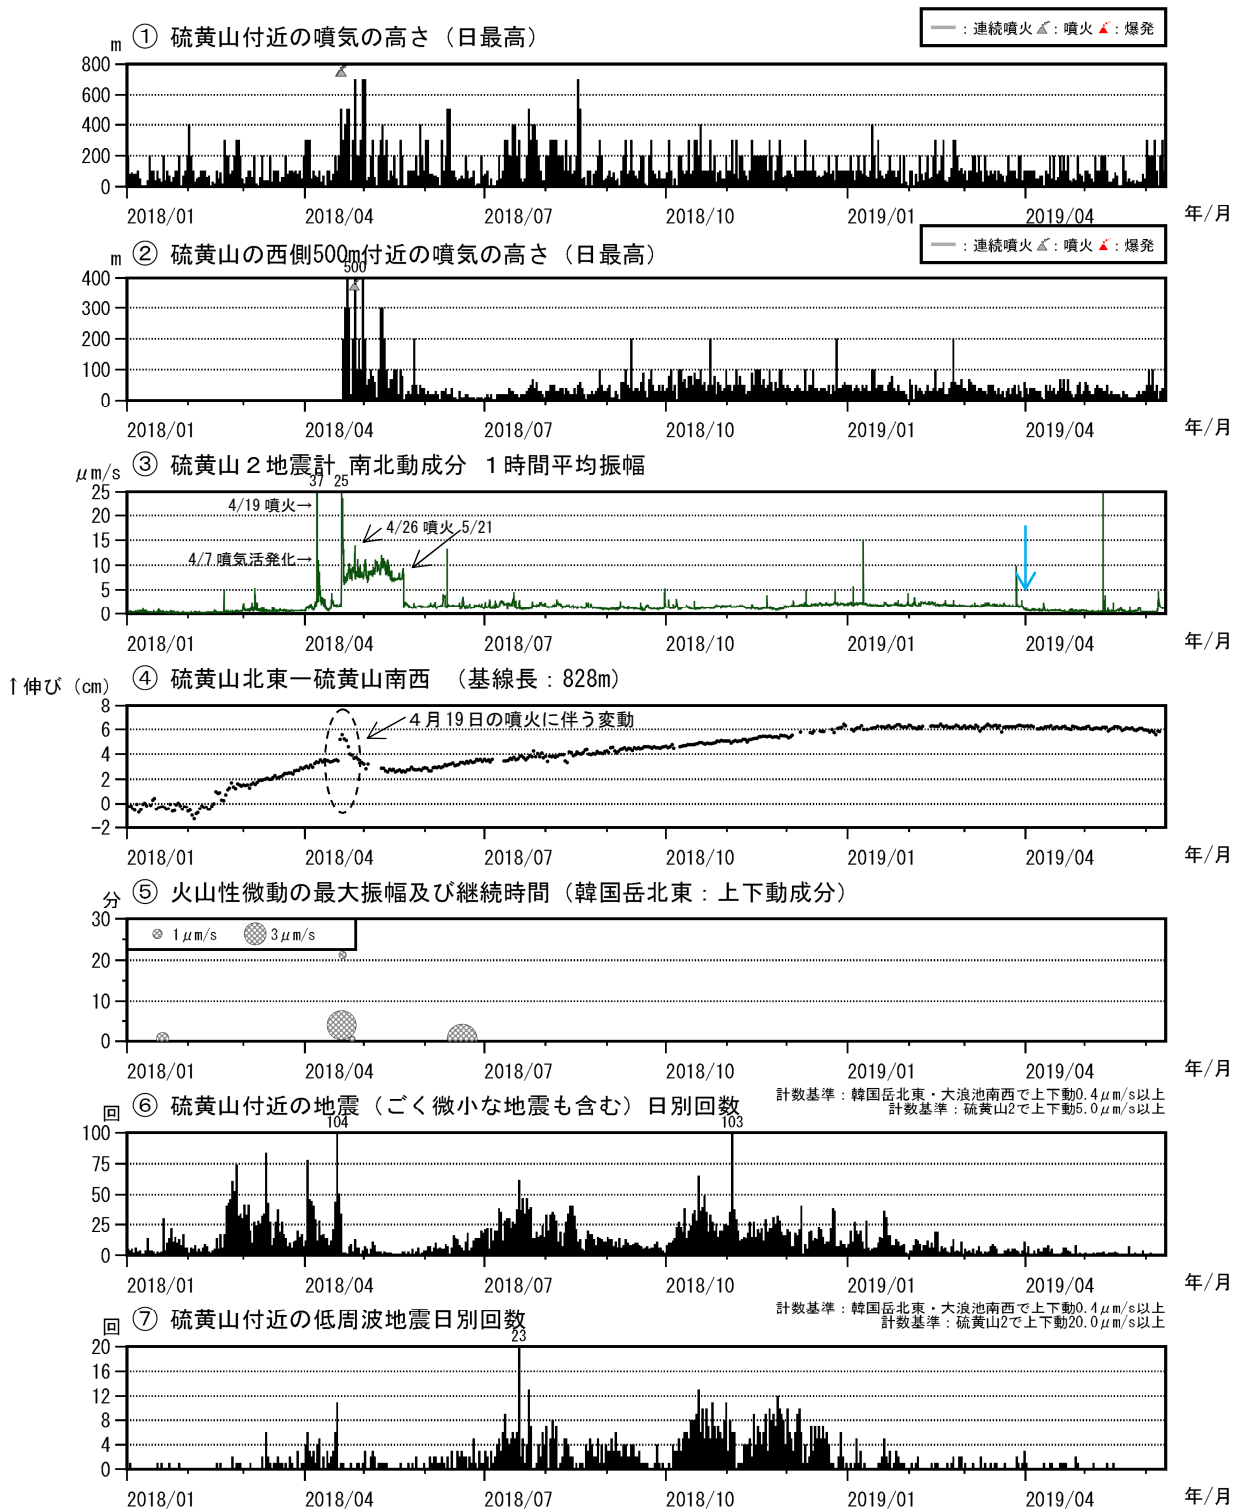 ① 硫黄山付近の噴気の高さ（日最高）
━ : 連続噴火 : 噴火 : 爆発
m
800
600
400
200
0
2018/01 2018/04 2018/07 2018/10 2019/01 2019/04 年/月
② 硫黄山の西側500m付近の噴気の高さ（日最高）
━ : 連続噴火 : 噴火 : 爆発
m
500
400
300
200
100
0
2018/01 2018/04 2018/07 2018/10 2019/01 2019/04 年/月
③ 硫黄山２地震計 南北動成分 １時間平均振幅
μm/s
37 25
25
20
15
10
5
0
4/19 噴火→
4/26 噴火 5/21
4/7 噴気活発化→
2018/01 2018/04 2018/07 2018/10 2019/01 2019/04 年/月
④ 硫黄山北東―硫黄山南西 （基線長：828m）
↑伸び（cm）
8
6
4
2
0
-2
４月19日の噴火に伴う変動
2018/01 2018/04 2018/07 2018/10 2019/01 2019/04 年/月
⑤ 火山性微動の最大振幅及び継続時間（韓国岳北東：上下動成分）
分
30
20
10
0
1μm/s 3μm/s
2018/01 2018/04 2018/07 2018/10 2019/01 2019/04 年/月
⑥ 硫黄山付近の地震（ごく微小な地震も含む）日別回数
計数基準：韓国岳北東・大浪池南西で上下動0.4μm/s以上
計数基準：硫黄山2で上下動5.0μm/s以上
回
104 103
100
75
50
25
0
2018/01 2018/04 2018/07 2018/10 2019/01 2019/04 年/月
⑦ 硫黄山付近の低周波地震日別回数
計数基準：韓国岳北東・大浪池南西で上下動0.4μm/s以上
計数基準：硫黄山2で上下動20.0μm/s以上
回
23
20
16
12
8
4
0
2018/01 2018/04 2018/07 2018/10 2019/01 2019/04 年/月